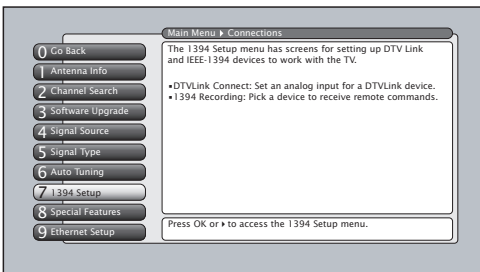 Main Menu ▸ Connections
0 Go Back
1 Antenna Info
2 Channel Search
3 Software Upgrade
4 Signal Source
5 Signal Type
6 Auto Tuning
7 1394 Setup
8 Special Features
9 Ethernet Setup
The 1394 Setup menu has screens for setting up DTV Link
and IEEE-1394 devices to work with the TV.
▪DTVLink Connect: Set an analog input for a DTVLink device.
▪1394 Recording: Pick a device to receive remote commands.
Press OK or ▸ to access the 1394 Setup menu.